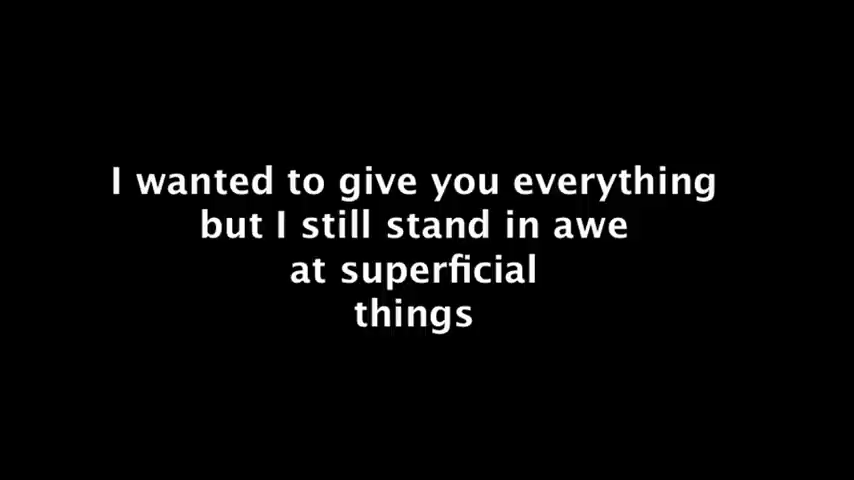 I wanted to give you everything
but I still stand in awe
at superficial
things